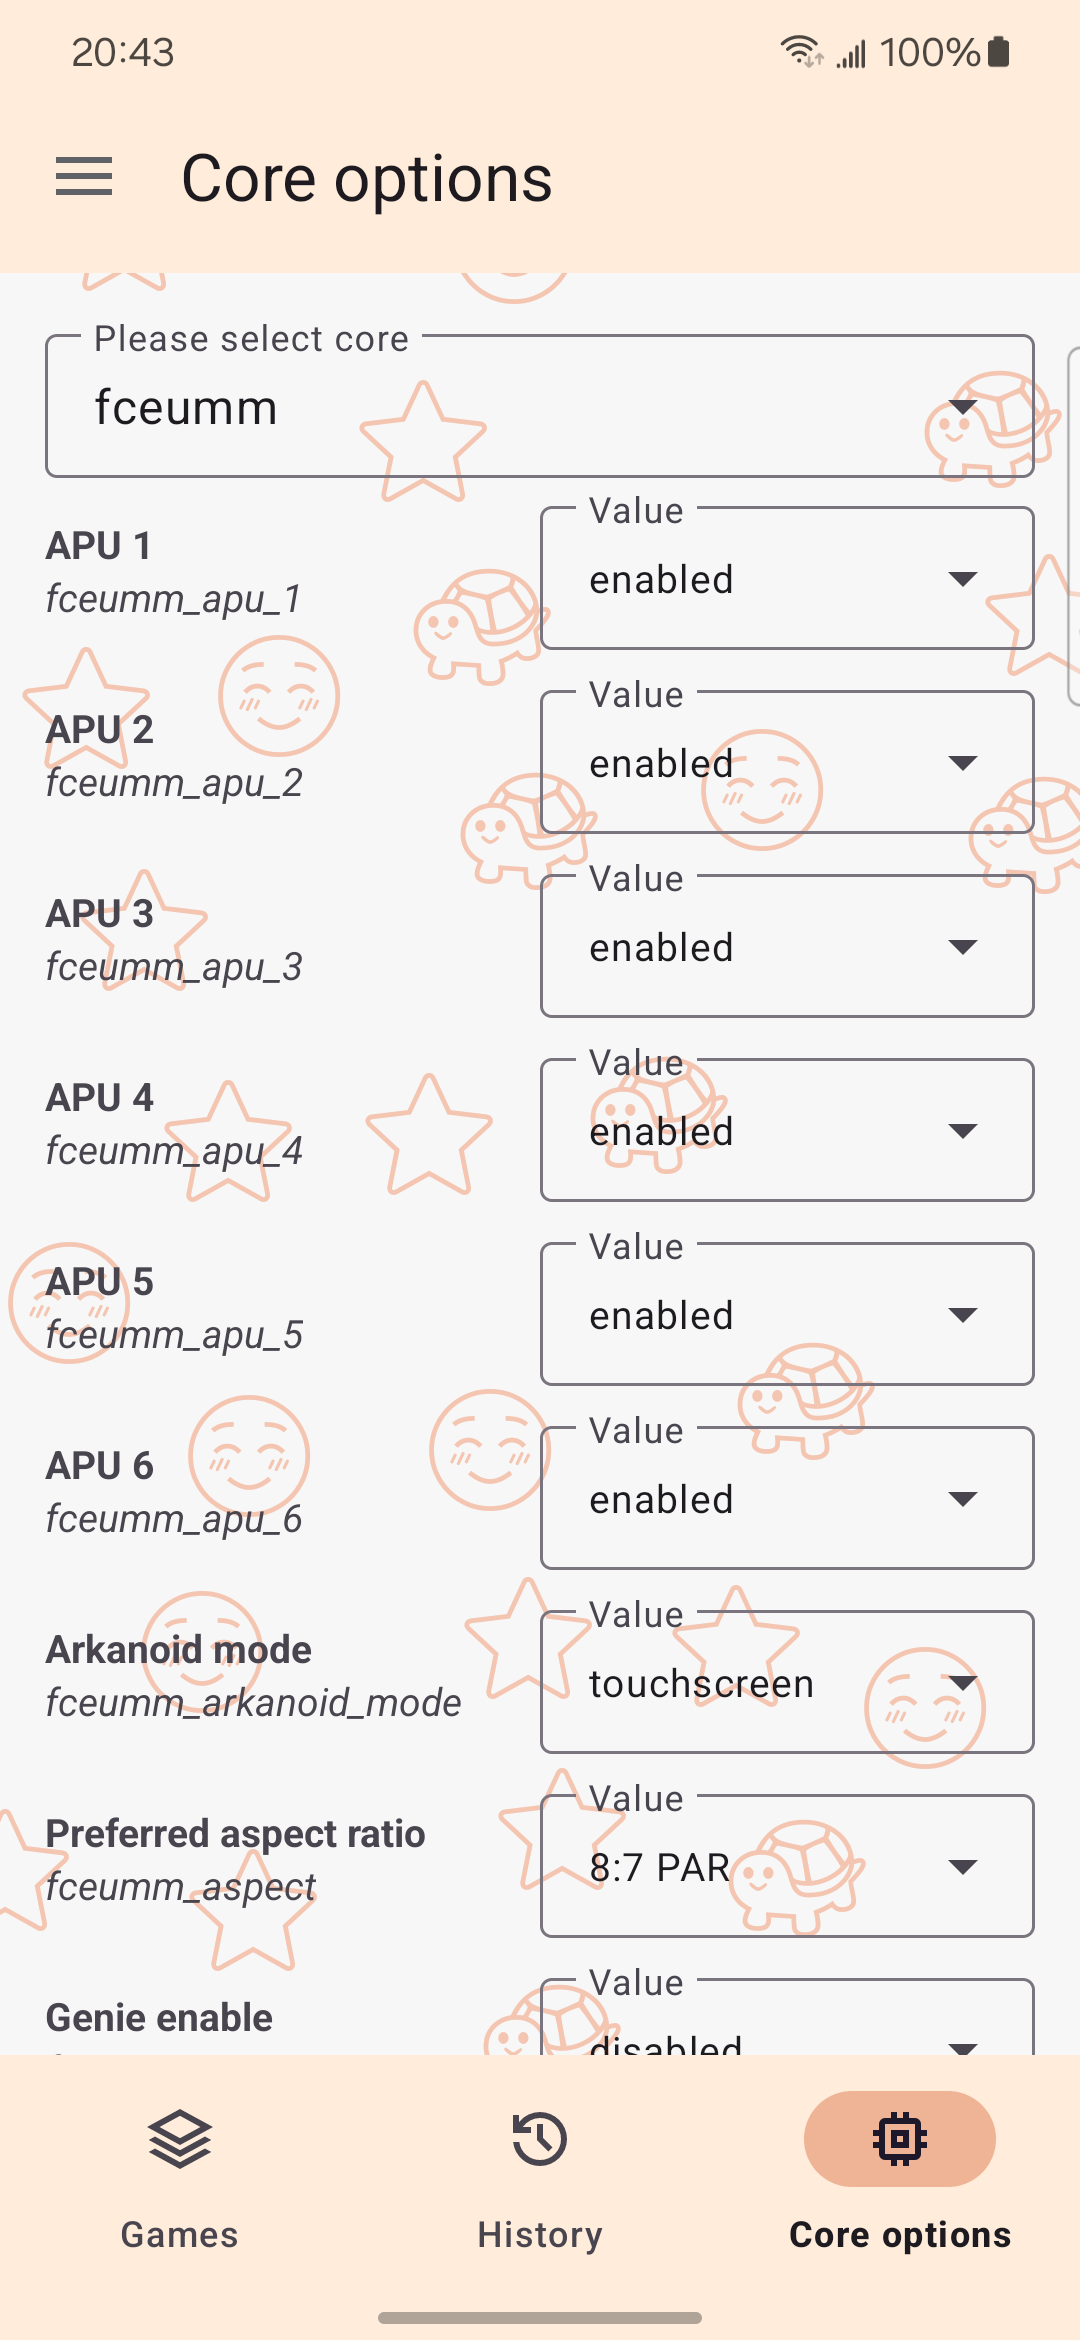 20:43
100%
Core options
Please select core
fceumm
APU 1
fceumm_apu_1
Value
enabled
APU 2
fceumm_apu_2
Value
enabled
APU 3
fceumm_apu_3
Value
enabled
APU 4
fceumm_apu_4
Value
enabled
APU 5
fceumm_apu_5
Value
enabled
APU 6
fceumm_apu_6
Value
enabled
Arkanoid mode
fceumm_arkanoid_mode
Value
touchscreen
Preferred aspect ratio
fceumm_aspect
Value
8:7 PAR
Genie enable
Value
disabled
Games
History
Core options